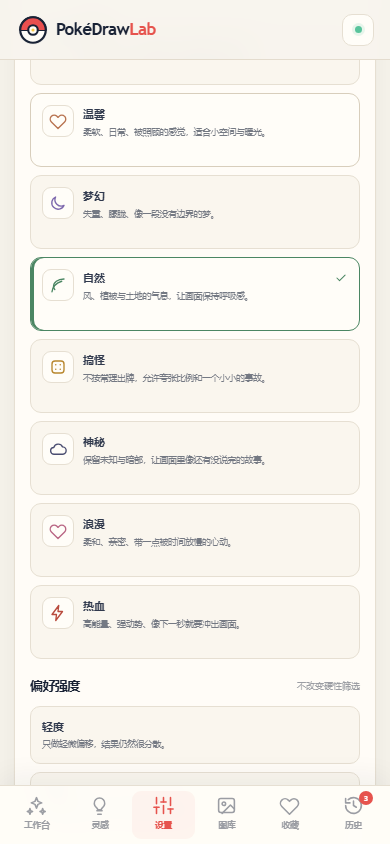 PokéDrawLab
温馨
柔软、日常、被照顾的感觉，适合小空间与暖光。
梦幻
失重、朦胧、像一段没有边界的梦。
自然
风、植被与土地的气息，让画面保持呼吸感。
搞怪
不按常理出牌，允许夸张比例和一个小小的事故。
神秘
保留未知与暗部，让画面里像还有没说完的故事。
浪漫
柔和、亲密、带一点被时间放慢的心动。
热血
高能量、强动势、像下一秒就要冲出画面。
偏好强度 不改变硬性筛选
轻度
只做轻微偏移，结果仍然很分散。
工作台 灵感 设置 图库 收藏 3 历史